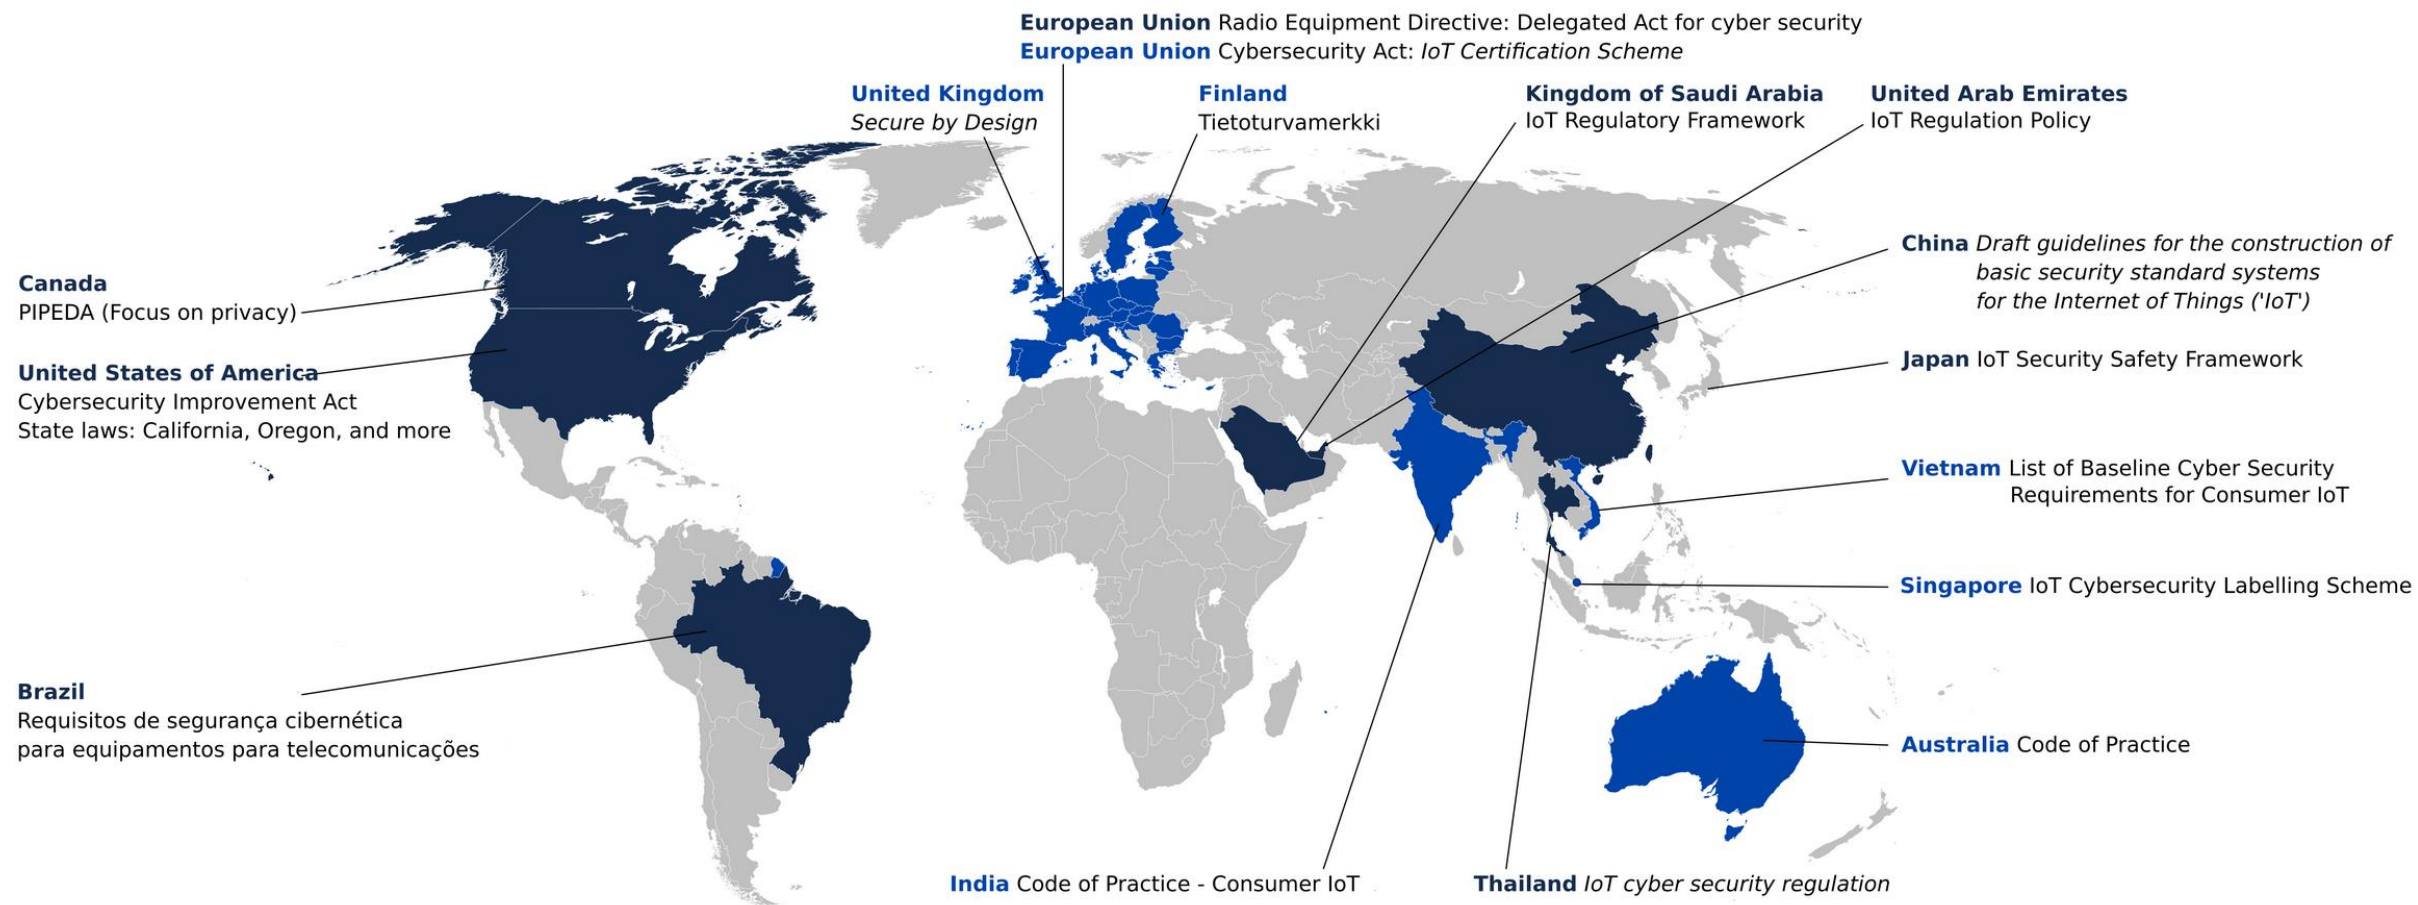 European Union Radio Equipment Directive: Delegated Act for cyber security
European Union Cybersecurity Act: IoT Certification Scheme
United Kingdom
Secure by Design
Finland
Tietoturvamerkki
Kingdom of Saudi Arabia
IoT Regulatory Framework
United Arab Emirates
IoT Regulation Policy
Canada
PIPEDA (Focus on privacy)
United States of America
Cybersecurity Improvement Act
State laws: California, Oregon, and more
Brazil
Requisitos de segurança cibernética
para equipamentos para telecomunicações
China Draft guidelines for the construction of
basic security standard systems
for the Internet of Things ('IoT')
Japan IoT Security Safety Framework
Vietnam List of Baseline Cyber Security
Requirements for Consumer IoT
Singapore IoT Cybersecurity Labelling Scheme
Australia Code of Practice
India Code of Practice - Consumer IoT
Thailand IoT cyber security regulation